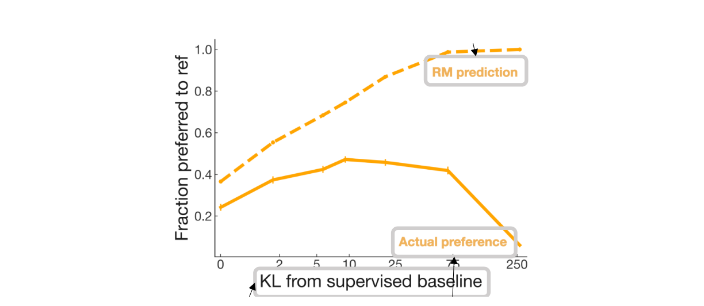 Fraction preferred to ref
1.0
0.8
0.6
0.4
0.2
RM prediction
Actual preference
0 2 5 10 25 75 250
KL from supervised baseline